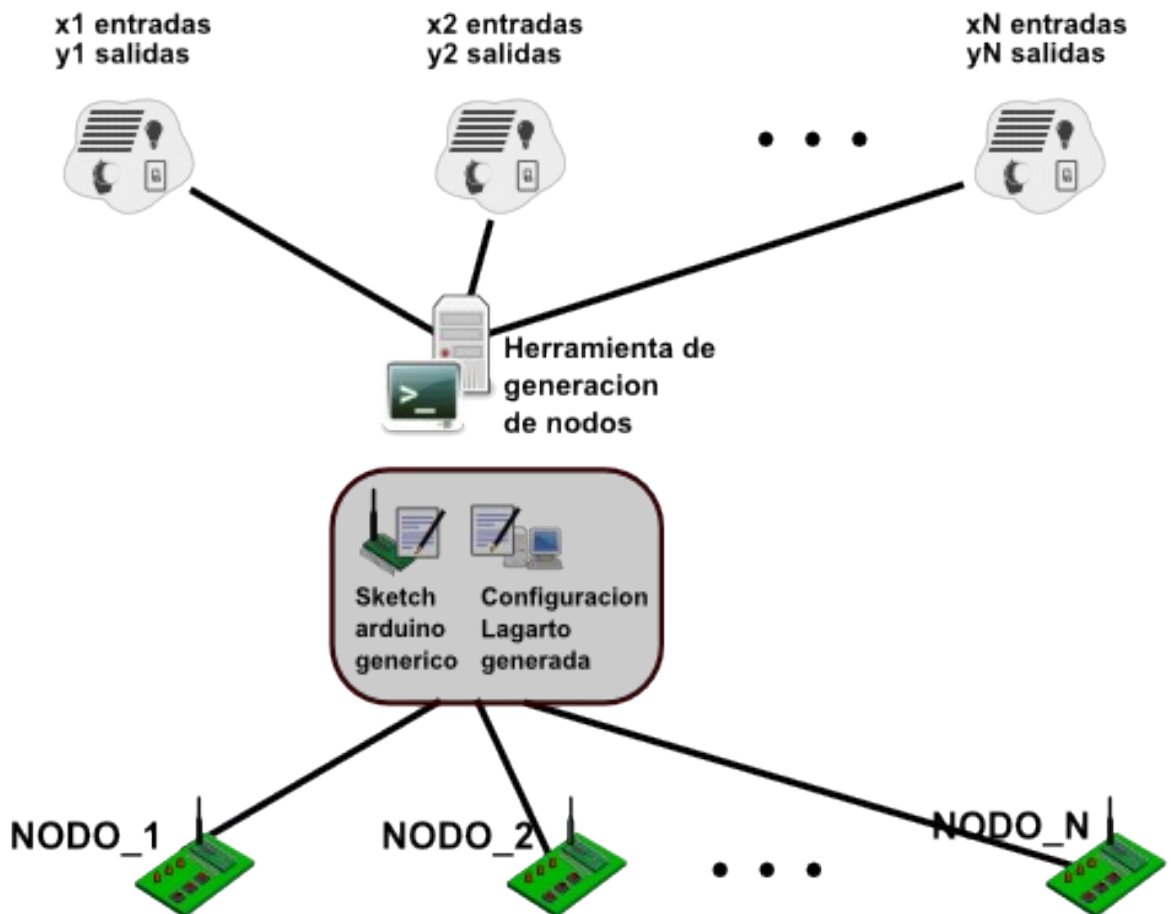 x1 entradas
y1 salidas
x2 entradas
y2 salidas
xN entradas
yN salidas
>_
Herramienta de
generacion
de nodos
Sketch
arduino
generico
Configuracion
Lagarto
generada
NODO_1
NODO_2
NODO_N